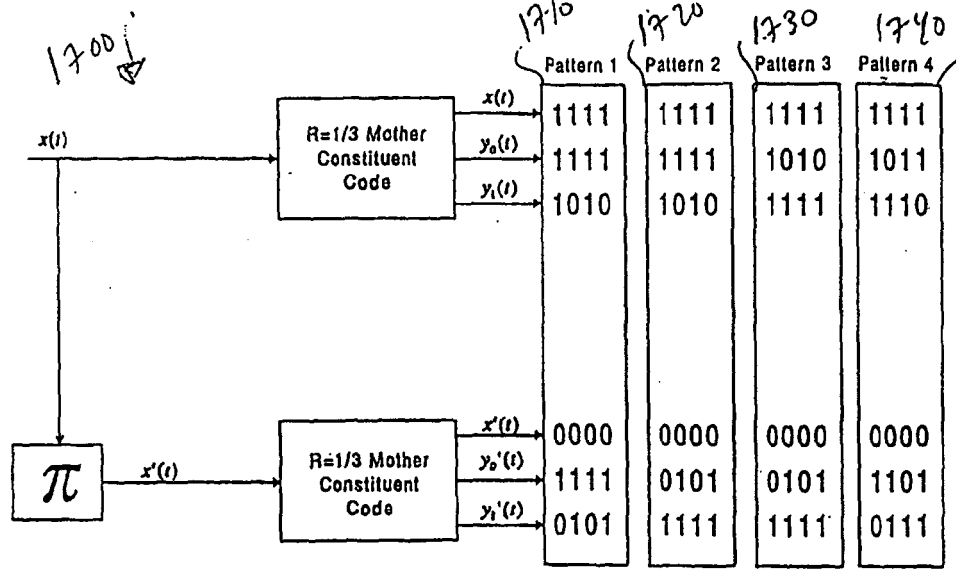 1700
1710 1720 1730 1740
Pattern 1 Pattern 2 Pattern 3 Pattern 4
x(t)
R=1/3 Mother
Constituent
Code
x(t) 1111 1111 1111 1111
y₀(t) 1111 1111 1010 1011
y₁(t) 1010 1010 1111 1110
π
x'(t)
R=1/3 Mother
Constituent
Code
x'(t) 0000 0000 0000 0000
y₀'(t) 1111 0101 0101 1101
y₁'(t) 0101 1111 1111 0111